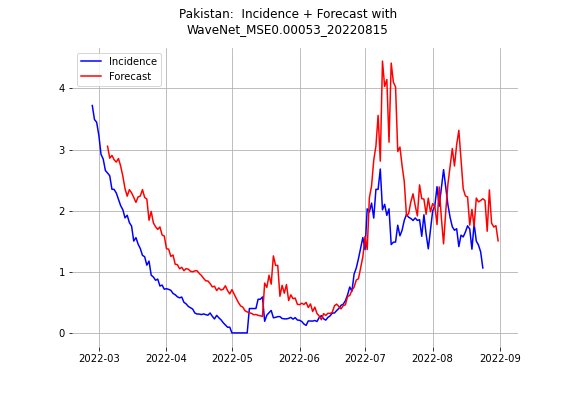 Pakistan:  Incidence + Forecast with
WaveNet_MSE0.00053_20220815
Incidence
Forecast
4
3
2
1
0
2022-03 2022-04 2022-05 2022-06 2022-07 2022-08 2022-09